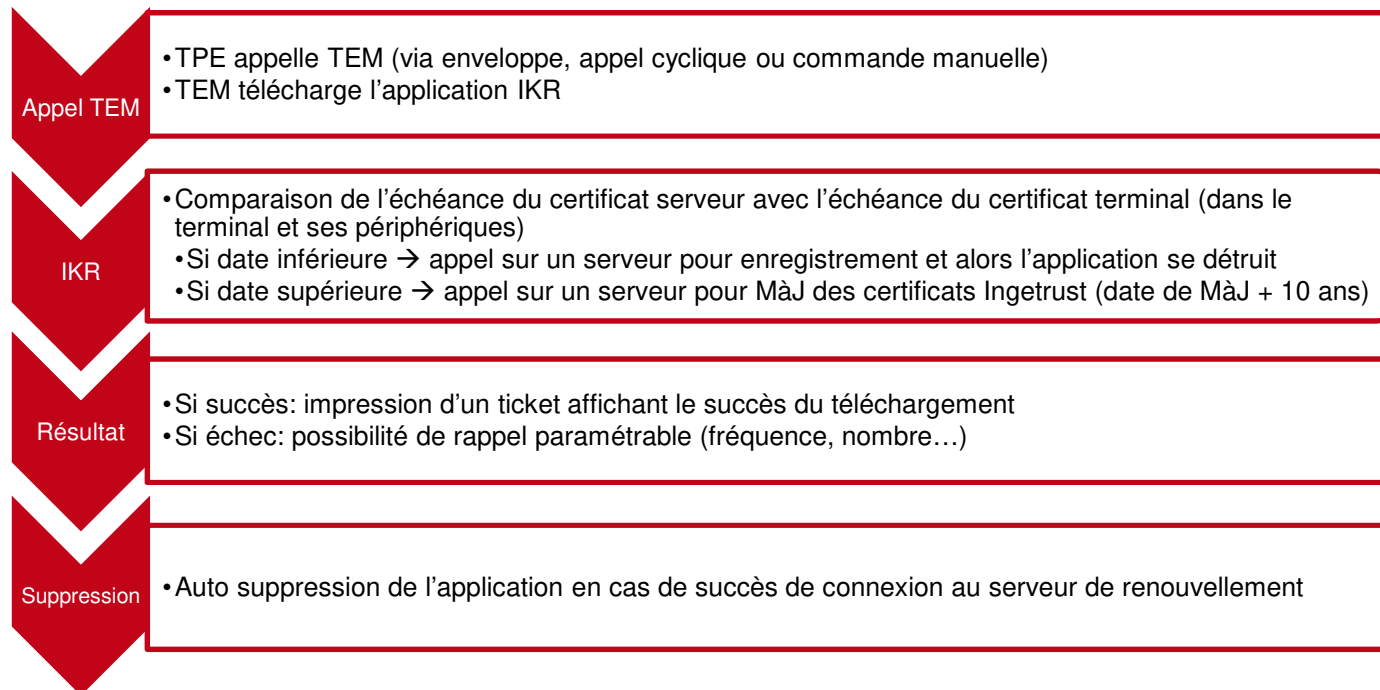 Appel TEM
•TPE appelle TEM (via enveloppe, appel cyclique ou commande manuelle)
•TEM télécharge l’application IKR
IKR
•Comparaison de l’échéance du certificat serveur avec l’échéance du certificat terminal (dans le
terminal et ses périphériques)
•Si date inférieure → appel sur un serveur pour enregistrement et alors l’application se détruit
•Si date supérieure → appel sur un serveur pour MàJ des certificats Ingetrust (date de MàJ + 10 ans)
Résultat
•Si succès: impression d’un ticket affichant le succès du téléchargement
•Si échec: possibilité de rappel paramétrable (fréquence, nombre…)
Suppression
•Auto suppression de l’application en cas de succès de connexion au serveur de renouvellement